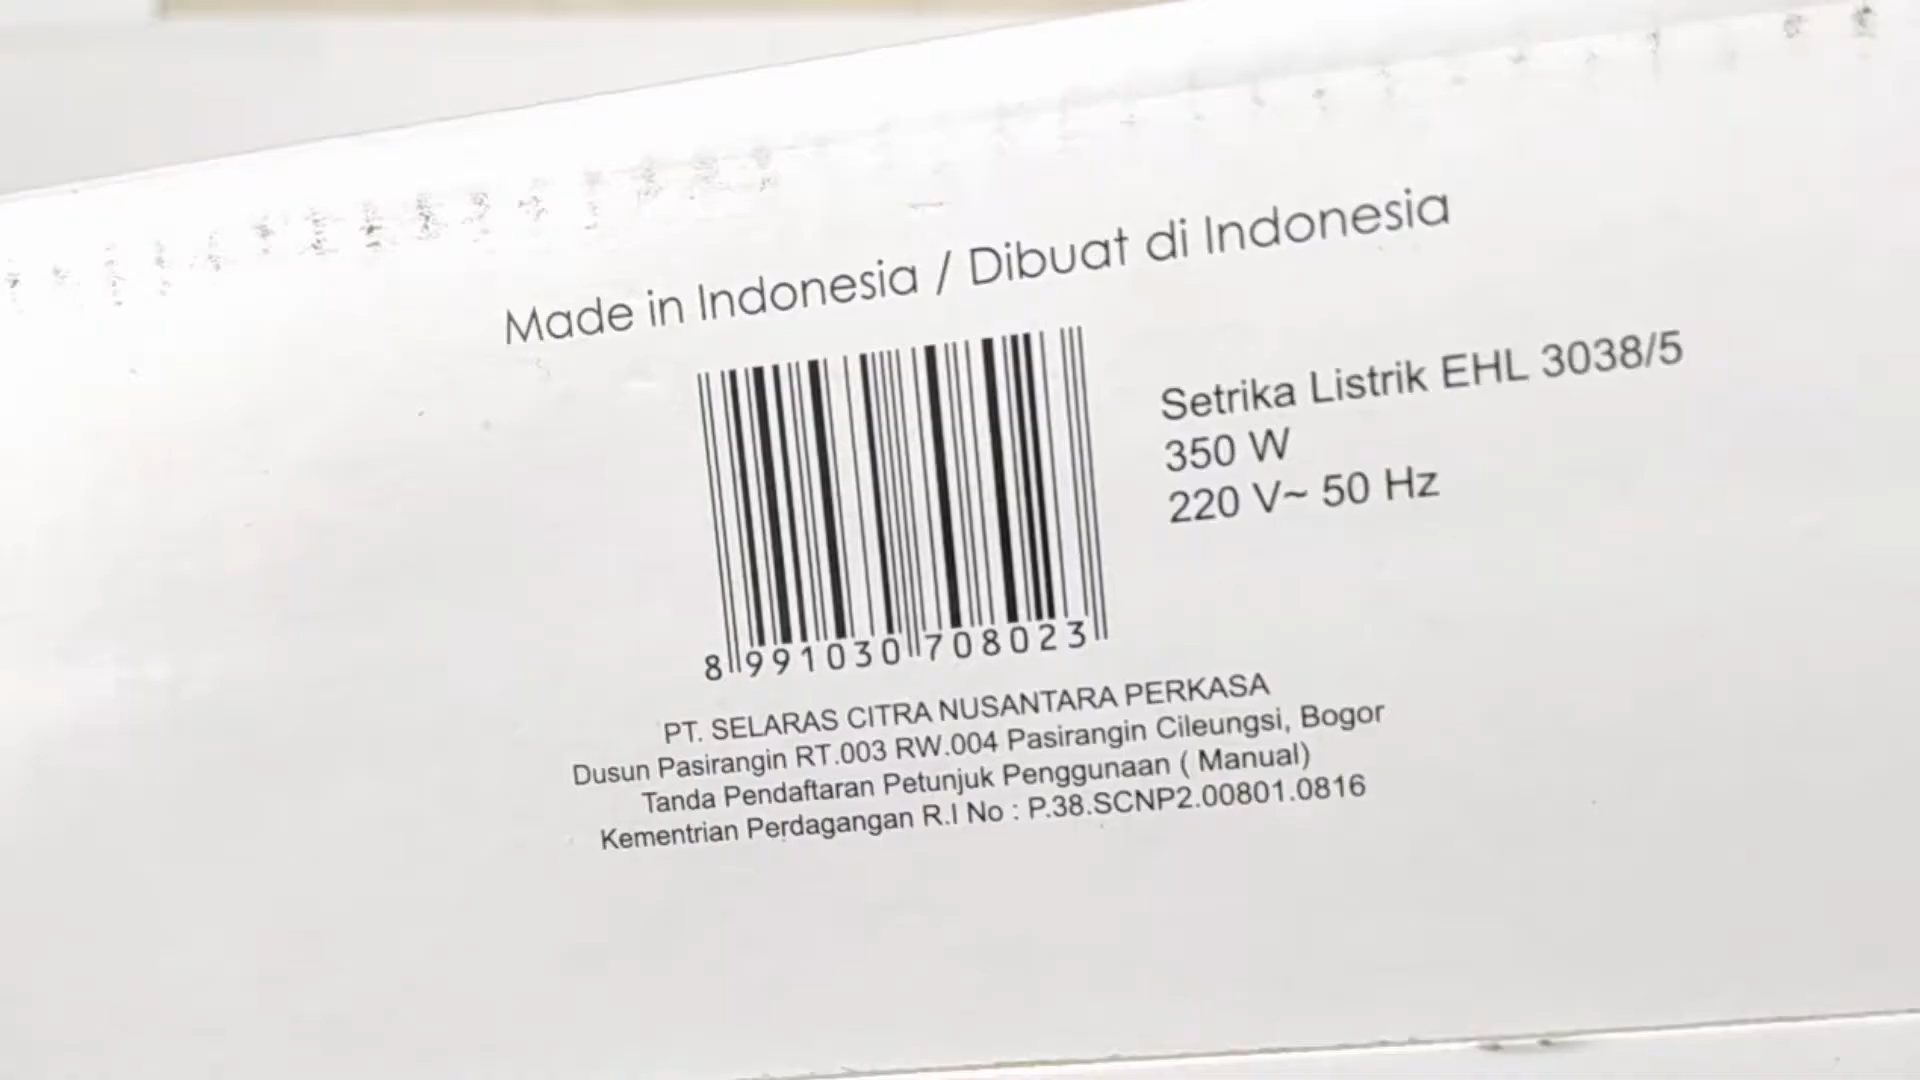 Made in Indonesia / Dibuat di Indonesia
Setrika Listrik EHL 3038/5
350 W
220 V~ 50 Hz
8 991030 708023
PT. SELARAS CITRA NUSANTARA PERKASA
Dusun Pasirangin RT.003 RW.004 Pasirangin Cileungsi, Bogor
Tanda Pendaftaran Petunjuk Penggunaan ( Manual)
Kementrian Perdagangan R.I No : P.38.SCNP2.00801.0816